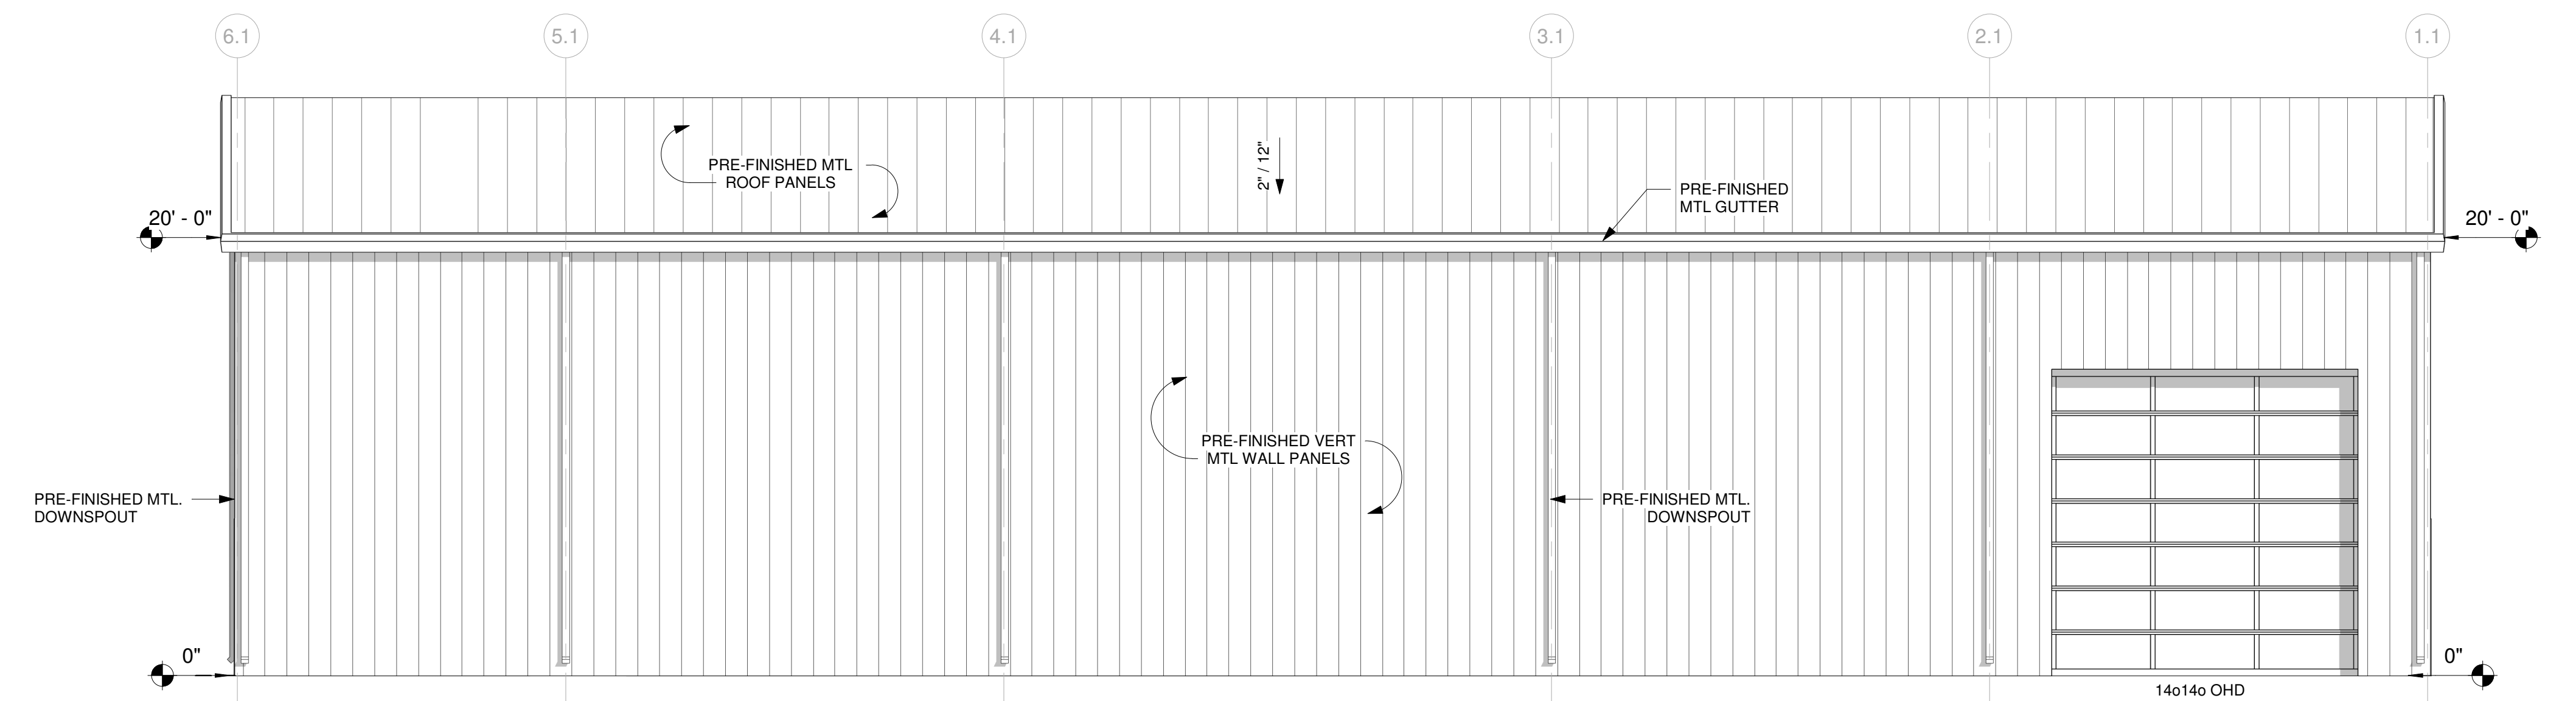 6.1
5.1
4.1
3.1
2.1
1.1
PRE-FINISHED MTL
ROOF PANELS
2" / 12"
PRE-FINISHED
MTL GUTTER
20' - 0"
20' - 0"
PRE-FINISHED VERT
MTL WALL PANELS
PRE-FINISHED MTL.
DOWNSPOUT
PRE-FINISHED MTL.
DOWNSPOUT
0"
0"
14o14o OHD